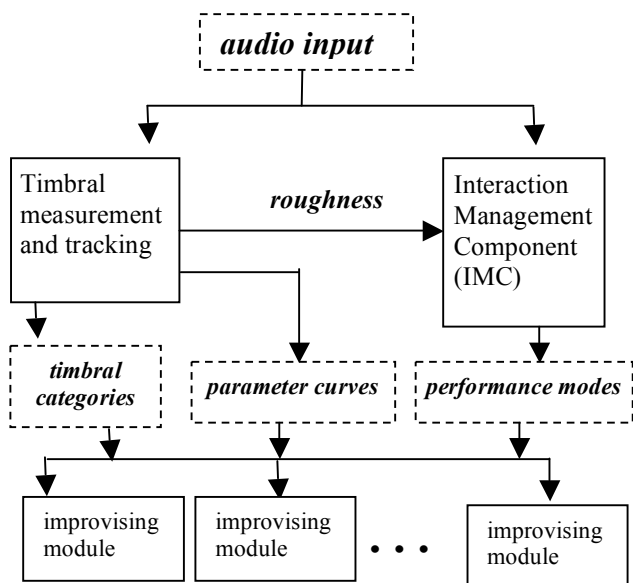 audio input
Timbral
measurement
and tracking
roughness
Interaction
Management
Component
(IMC)
timbral
categories
parameter curves
performance modes
improvising
module
improvising
module
...
improvising
module